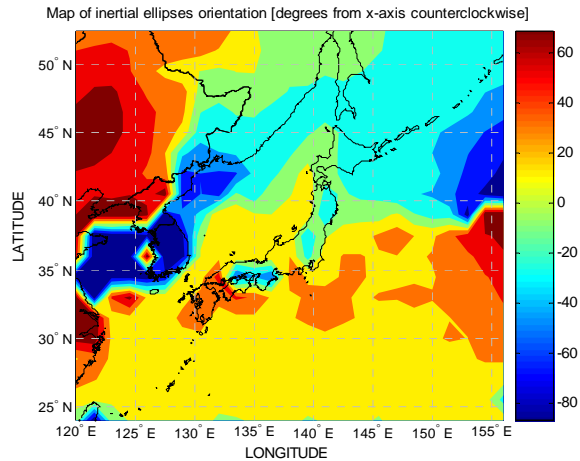 Map of inertial ellipses orientation [degrees from x-axis counterclockwise]
50° N
45° N
40° N
35° N
30° N
25° N
LATITUDE
120° E 125° E 130° E 135° E 140° E 145° E 150° E 155° E
LONGITUDE
60
40
20
0
-20
-40
-60
-80